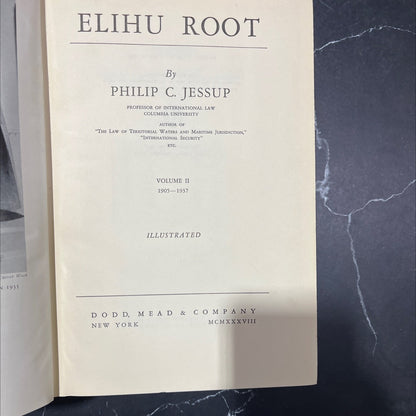 ELIHU ROOT
By
PHILIP C. JESSUP
PROFESSOR OF INTERNATIONAL LAW
COLUMBIA UNIVERSITY
AUTHOR OF
"THE LAW OF TERRITORIAL WATERS AND MARITIME JURISDICTION,"
"INTERNATIONAL SECURITY"
ETC.
VOLUME II
1905—1937
ILLUSTRATED
DODD, MEAD & COMPANY
NEW YORK MCMXXXVIII
1935